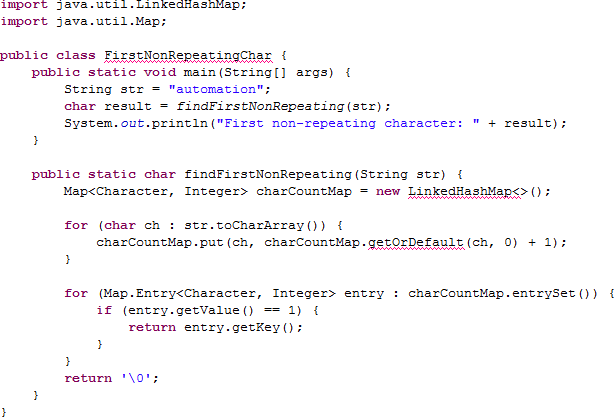 import java.util.LinkedHashMap;
import java.util.Map;

public class FirstNonRepeatingChar {
    public static void main(String[] args) {
        String str = "automation";
        char result = findFirstNonRepeating(str);
        System.out.println("First non-repeating character: " + result);
    }

    public static char findFirstNonRepeating(String str) {
        Map<Character, Integer> charCountMap = new LinkedHashMap<>();

        for (char ch : str.toCharArray()) {
            charCountMap.put(ch, charCountMap.getOrDefault(ch, 0) + 1);
        }

        for (Map.Entry<Character, Integer> entry : charCountMap.entrySet()) {
            if (entry.getValue() == 1) {
                return entry.getKey();
            }
        }
        return '\0';
    }
}